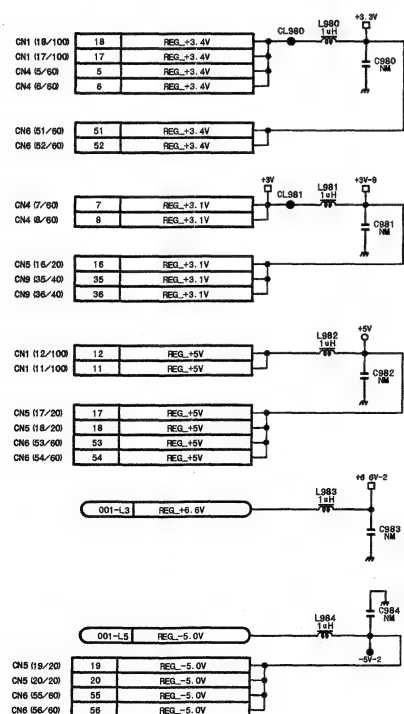 +3.3V
L980
CL980 1uH
CN1 (18/100) 18 REG_+3.4V
CN1 (17/100) 17 REG_+3.4V C980
CN4 (5/60) 5 REG_+3.4V NM
CN4 (6/60) 6 REG_+3.4V
CN6 (51/60) 51 REG_+3.4V
CN6 (52/60) 52 REG_+3.4V
+3V L981 +3V-8
CL981 1uH
CN4 (7/60) 7 REG_+3.1V
CN4 (8/60) 8 REG_+3.1V C981
NM
CN5 (16/20) 16 REG_+3.1V
CN9 (35/40) 35 REG_+3.1V
CN9 (36/40) 36 REG_+3.1V
+5V
L982
1uH
CN1 (12/100) 12 REG_+5V
CN1 (11/100) 11 REG_+5V C982
NM
CN5 (17/20) 17 REG_+5V
CN5 (18/20) 18 REG_+5V
CN6 (53/60) 53 REG_+5V
CN6 (54/60) 54 REG_+5V
+6 6V-2
L983
1uH
001-L3 REG_+6.6V
C983
NM
C984
NM
L984
1uH
001-L5 REG_-5.0V
-5V-2
CN5 (19/20) 19 REG_-5.0V
CN5 (20/20) 20 REG_-5.0V
CN6 (55/60) 55 REG_-5.0V
CN6 (56/60) 56 REG_-5.0V